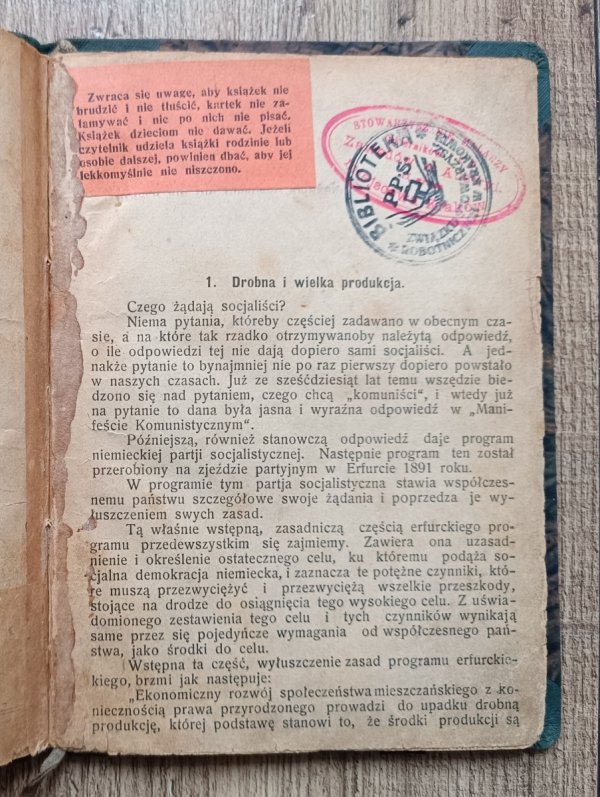 Zwraca się uwagę, aby książek nie
brudzić i nie tłuścić, kartek nie za-
łamywać i nic po nich nie pisać.
Książek dzieciom nie dawać. Jeżeli
czytelnik udziela książki rodzinie lub
osobie dalszej, powinien dbać, aby jej
lekkomyślnie nie niszczono.
BIBLIOTEKA
P.P.S.
ZWIĄZKU
ROBOTNICZ
1. Drobna i wielka produkcja.
Czego żądają socjaliści?
Niema pytania, któreby częściej zadawano w obecnym cza-
sie, a na które tak rzadko otrzymywanoby należytą odpowiedź,
o ile odpowiedzi tej nie dają dopiero sami socjaliści. A jed-
nakże pytanie to bynajmniej nie po raz pierwszy dopiero powstało
w naszych czasach. Już ze sześćdziesiąt lat temu wszędzie bie-
dzono się nad pytaniem, czego chcą „komuniści”, i wtedy już
na pytanie to dana była jasna i wyraźna odpowiedź w „Mani-
feście Komunistycznym”.
Późniejszą, również stanowczą odpowiedź daje program
niemieckiej partji socjalistycznej. Następnie program ten został
przerobiony na zjeździe partyjnym w Erfurcie 1891 roku.
W programie tym partja socjalistyczna stawia współczes-
nemu państwu szczegółowe swoje żądania i poprzedza je wy-
łuszczeniem swych zasad.
Tą właśnie wstępną, zasadniczą częścią erfurckiego pro-
gramu przedewszystkim się zajmiemy. Zawiera ona uzasad-
nienie i określenie ostatecznego celu, ku któremu podąża so-
cjalna demokracja niemiecka, i zaznacza te potężne czynniki, któ-
re muszą przezwyciężyć i przezwyciężą wszelkie przeszkody,
stojące na drodze do osiągnięcia tego wysokiego celu. Z uświa-
domionego zestawienia tego celu i tych czynników wynikają
same przez się pojedyńcze wymagania od współczesnego pań-
stwa, jako środki do celu.
Wstępna ta część, wyłuszczenie zasad programu erfurckie-
kiego, brzmi jak następuje:
„Ekonomiczny rozwój społeczeństwa mieszczańskiego z ko-
niecznością prawa przyrodzonego prowadzi do upadku drobną
produkcję, której podstawę stanowi to, że środki produkcji są